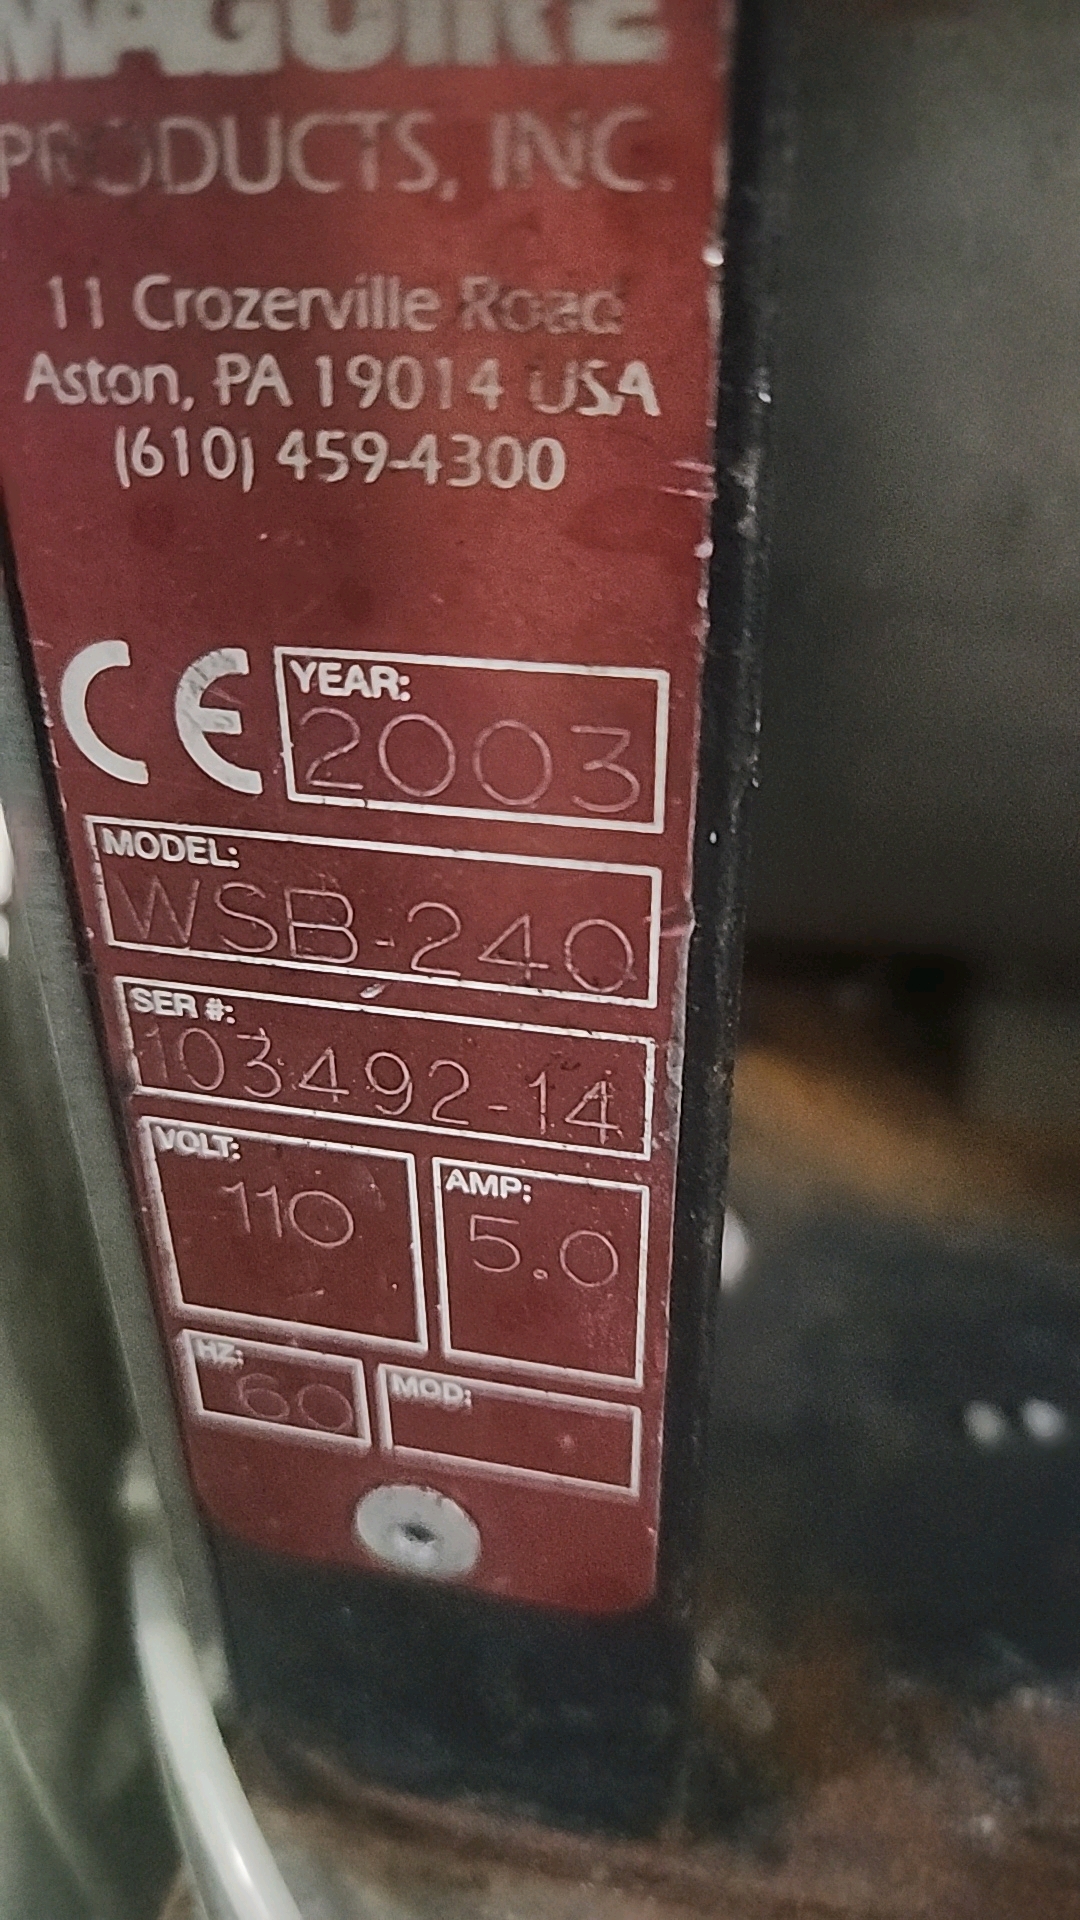 MAGUIRE
PRODUCTS, INC.
11 Crozerville Road
Aston, PA 19014 USA
(610) 459-4300
CE
YEAR:
2003
MODEL:
WSB-240
SER #:
103492-14
VOLT:
110
AMP:
5.0
HZ:
60
MOD: